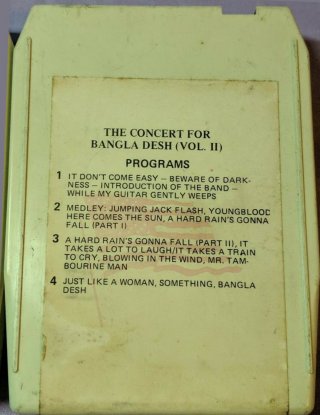 THE CONCERT FOR
BANGLA DESH (VOL. II)
PROGRAMS
1 IT DON'T COME EASY – BEWARE OF DARK-
NESS – INTRODUCTION OF THE BAND –
WHILE MY GUITAR GENTLY WEEPS
2 MEDLEY: JUMPING JACK FLASH, YOUNGBLOOD
HERE COMES THE SUN, A HARD RAIN'S GONNA
FALL (PART I)
3 A HARD RAIN'S GONNA FALL (PART II), IT
TAKES A LOT TO LAUGH/IT TAKES A TRAIN
TO CRY, BLOWING IN THE WIND, MR. TAM-
BOURINE MAN
4 JUST LIKE A WOMAN, SOMETHING, BANGLA
DESH